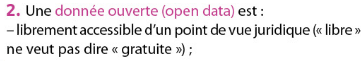 2. Une donnée ouverte (open data) est :
– librement accessible d’un point de vue juridique (« libre »
ne veut pas dire « gratuite ») ;